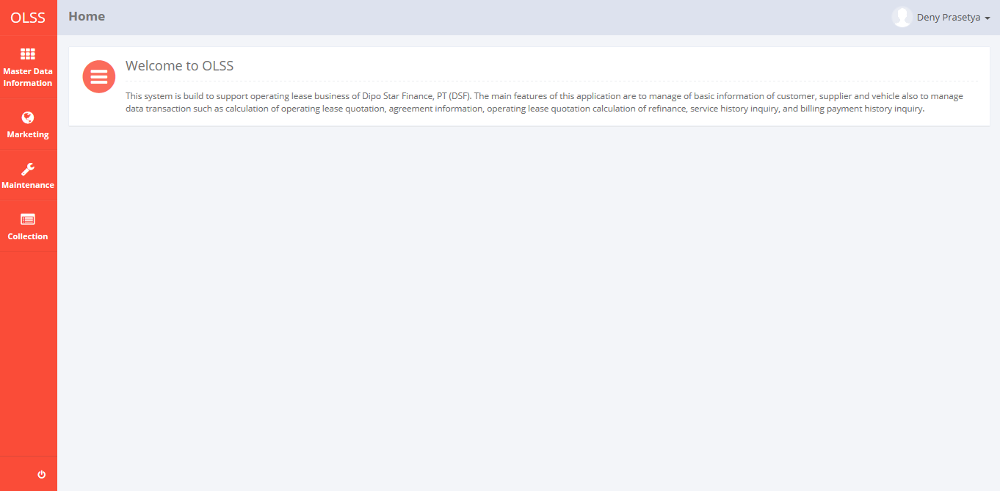 OLSS
Home
Deny Prasetya
Master Data
Information
Marketing
Maintenance
Collection
Welcome to OLSS
This system is build to support operating lease business of Dipo Star Finance, PT (DSF). The main features of this application are to manage of basic information of customer, supplier and vehicle also to manage
data transaction such as calculation of operating lease quotation, agreement information, operating lease quotation calculation of refinance, service history inquiry, and billing payment history inquiry.